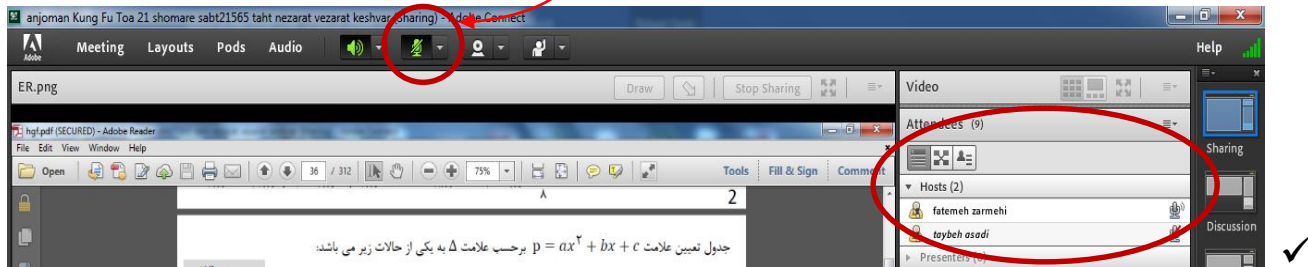 anjoman Kung Fu Toa 21 shomare sabt21565 taht nezarat vezarat keshvar (Sharing) - Adobe Connect
Adobe Meeting Layouts Pods Audio Help
ER.png Draw Stop Sharing Video
hgf.pdf (SECURED) - Adobe Reader
Attendees (9)
File Edit View Window Help
Sharing
Open 36 / 312 75% Tools Fill & Sign Comment
Hosts (2)
۸ 2
fatemeh zarmehi
taybeh asadi
Discussion
جدول تعیین علامت p = ax۲ + bx + c برحسب علامت Δ به یکی از حالات زیر می باشد:
Presenters (0)